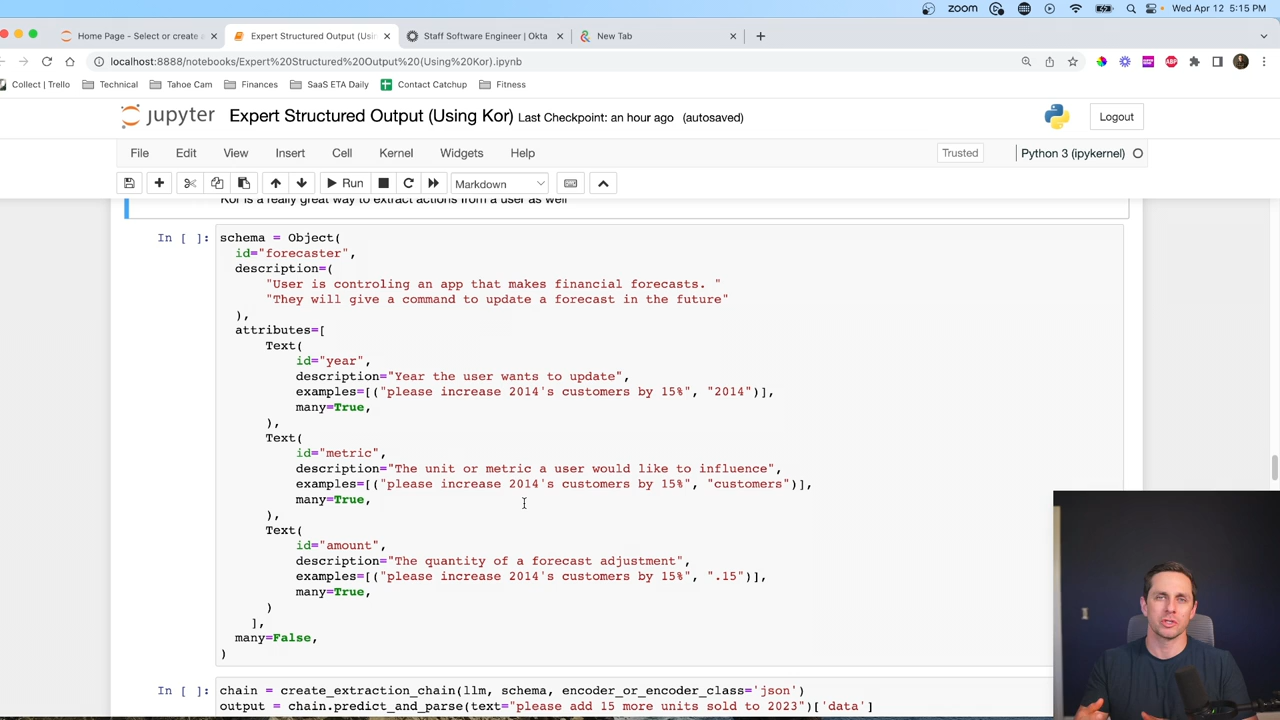 zoom
Wed Apr 12 5:15 PM
Home Page - Select or create a
Expert Structured Output (Usin
Staff Software Engineer | Okta
New Tab
localhost:8888/notebooks/Expert%20Structured%20Output%20(Using%20Kor).ipynb
Collect | Trello
Technical
Tahoe Cam
Finances
SaaS ETA Daily
Contact Catchup
Fitness
jupyter Expert Structured Output (Using Kor) Last Checkpoint: an hour ago (autosaved)
Logout
File Edit View Insert Cell Kernel Widgets Help
Trusted
Python 3 (ipykernel)
Run
Markdown
Kor is a really great way to extract actions from a user as well
In [ ]:
schema = Object(
id="forecaster",
description=(
"User is controling an app that makes financial forecasts. "
"They will give a command to update a forecast in the future"
),
attributes=[
Text(
id="year",
description="Year the user wants to update",
examples=[("please increase 2014's customers by 15%", "2014")],
many=True,
),
Text(
id="metric",
description="The unit or metric a user would like to influence",
examples=[("please increase 2014's customers by 15%", "customers")],
many=True,
),
Text(
id="amount",
description="The quantity of a forecast adjustment",
examples=[("please increase 2014's customers by 15%", ".15")],
many=True,
)
],
many=False,
)
In [ ]:
chain = create_extraction_chain(llm, schema, encoder_or_encoder_class='json')
output = chain.predict_and_parse(text="please add 15 more units sold to 2023")['data']